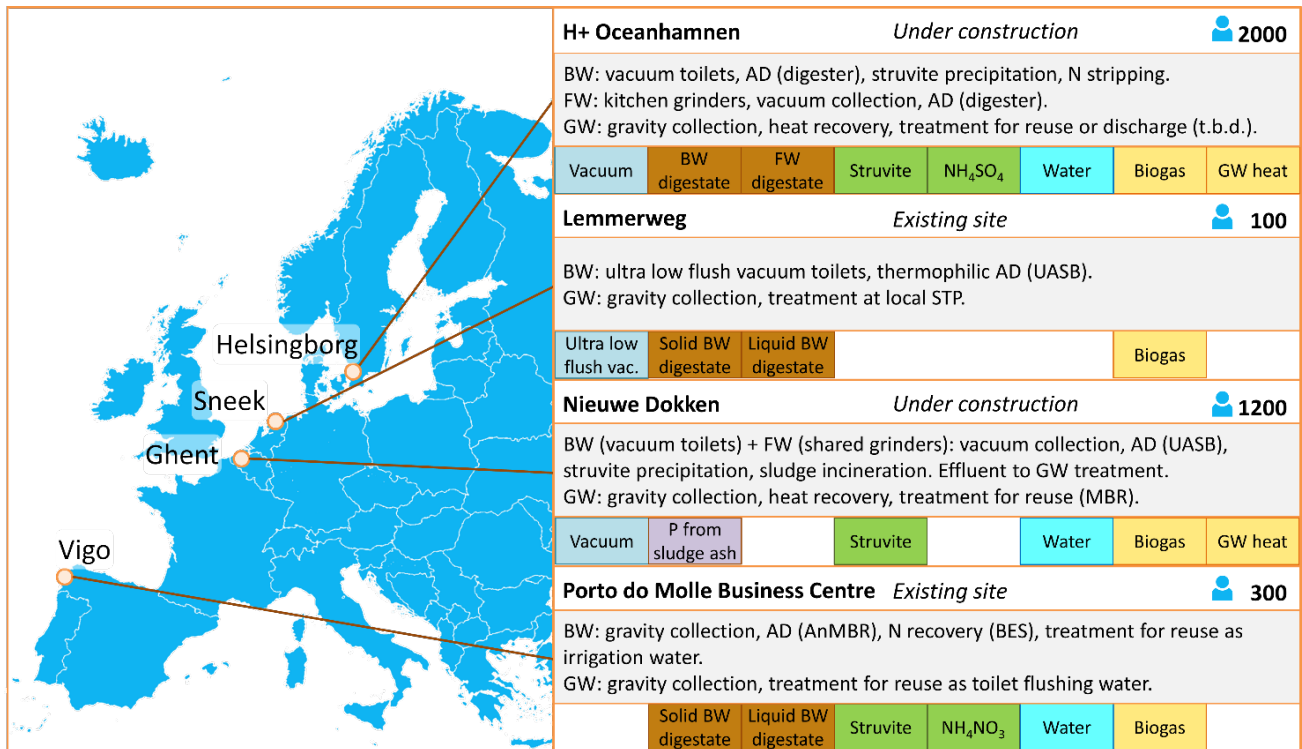 Helsingborg
Sneek
Ghent
Vigo
H+ Oceanhamnen Under construction 2000
BW: vacuum toilets, AD (digester), struvite precipitation, N stripping.
FW: kitchen grinders, vacuum collection, AD (digester).
GW: gravity collection, heat recovery, treatment for reuse or discharge (t.b.d.).
Vacuum
BW
digestate
FW
digestate
Struvite
NH₄SO₄
Water
Biogas
GW heat
Lemmerweg Existing site 100
BW: ultra low flush vacuum toilets, thermophilic AD (UASB).
GW: gravity collection, treatment at local STP.
Ultra low
flush vac.
Solid BW
digestate
Liquid BW
digestate
Biogas
Nieuwe Dokken Under construction 1200
BW (vacuum toilets) + FW (shared grinders): vacuum collection, AD (UASB),
struvite precipitation, sludge incineration. Effluent to GW treatment.
GW: gravity collection, heat recovery, treatment for reuse (MBR).
Vacuum
P from
sludge ash
Struvite
Water
Biogas
GW heat
Porto do Molle Business Centre Existing site 300
BW: gravity collection, AD (AnMBR), N recovery (BES), treatment for reuse as
irrigation water.
GW: gravity collection, treatment for reuse as toilet flushing water.
Solid BW
digestate
Liquid BW
digestate
Struvite
NH₄NO₃
Water
Biogas